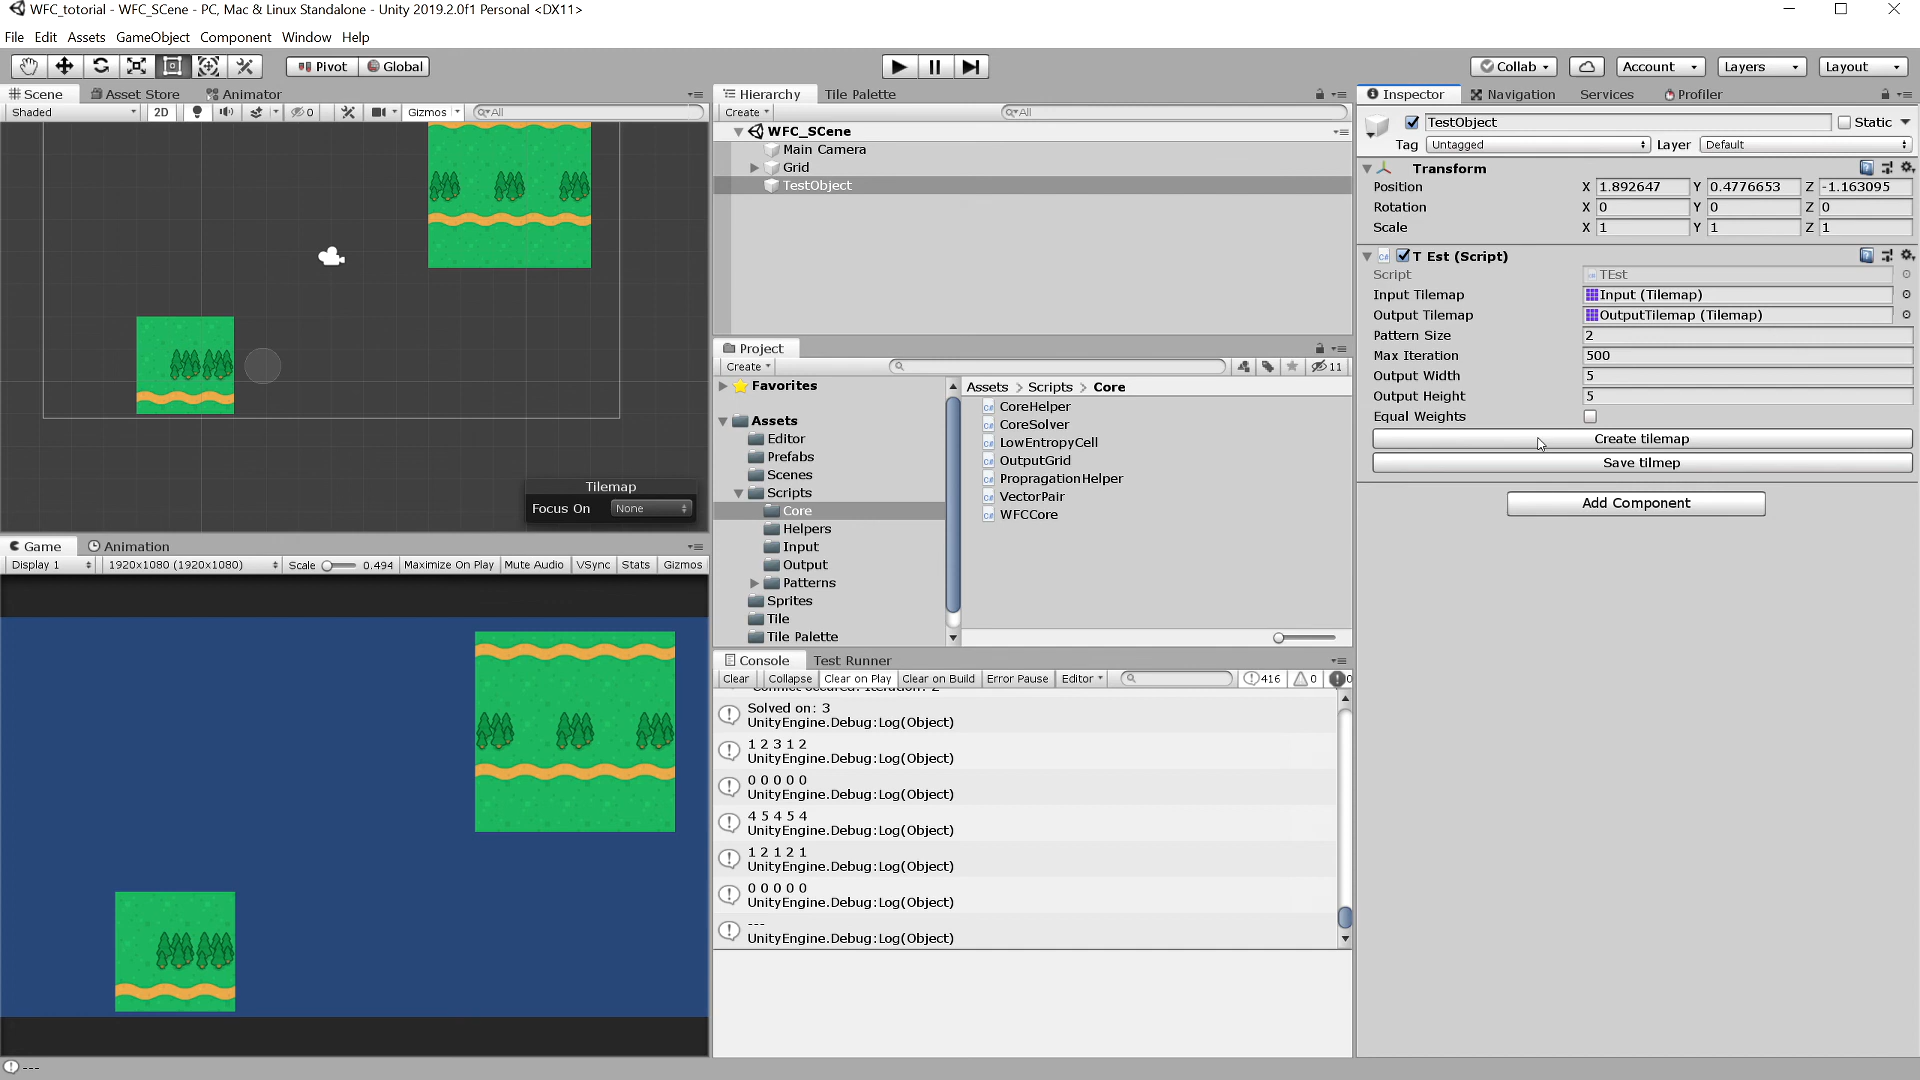 WFC_totorial - WFC_SCene - PC, Mac & Linux Standalone - Unity 2019.2.0f1 Personal <DX11>
File Edit Assets GameObject Component Window Help
Pivot Global
Collab Account Layers Layout
Scene Asset Store Animator
Shaded 2D 0 Gizmos All
Tilemap
Focus On None
Game Animation
Display 1 1920x1080 (1920x1080) Scale 0.494 Maximize On Play Mute Audio VSync Stats Gizmos
Hierarchy Tile Palette
Create All
WFC_SCene
Main Camera
Grid
TestObject
Project
Create 11
Favorites
Assets
Editor
Prefabs
Scenes
Scripts
Core
Helpers
Input
Output
Patterns
Sprites
Tile
Tile Palette
Assets > Scripts > Core
CoreHelper
CoreSolver
LowEntropyCell
OutputGrid
PropragationHelper
VectorPair
WFCCore
Console Test Runner
Clear Collapse Clear on Play Clear on Build Error Pause Editor 416 0 0
Solved on: 3
UnityEngine.Debug:Log(Object)
1 2 3 1 2
UnityEngine.Debug:Log(Object)
0 0 0 0 0
UnityEngine.Debug:Log(Object)
4 5 4 5 4
UnityEngine.Debug:Log(Object)
1 2 1 2 1
UnityEngine.Debug:Log(Object)
0 0 0 0 0
UnityEngine.Debug:Log(Object)
---
UnityEngine.Debug:Log(Object)
Inspector Navigation Services Profiler
TestObject Static
Tag Untagged Layer Default
Transform
Position X 1.892647 Y 0.4776653 Z -1.163095
Rotation X 0 Y 0 Z 0
Scale X 1 Y 1 Z 1
T Est (Script)
Script TEst
Input Tilemap Input (Tilemap)
Output Tilemap OutputTilemap (Tilemap)
Pattern Size 2
Max Iteration 500
Output Width 5
Output Height 5
Equal Weights
Create tilemap
Save tilmep
Add Component
---